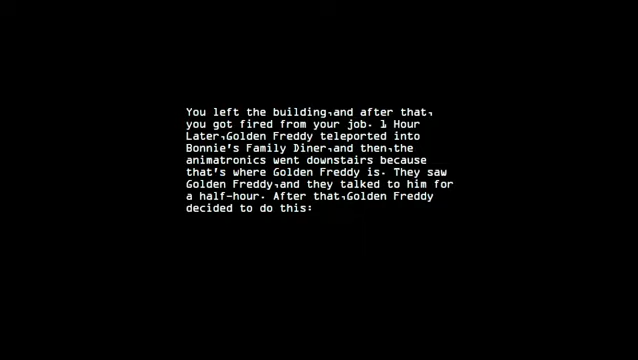 You left the building,and after that,
you got fired from your job. 1 Hour
Later,Golden Freddy teleported into
Bonnie's Family Diner,and then,the
animatronics went downstairs because
that's where Golden Freddy is. They saw
Golden Freddy,and they talked to him for
a half-hour. After that,Golden Freddy
decided to do this: